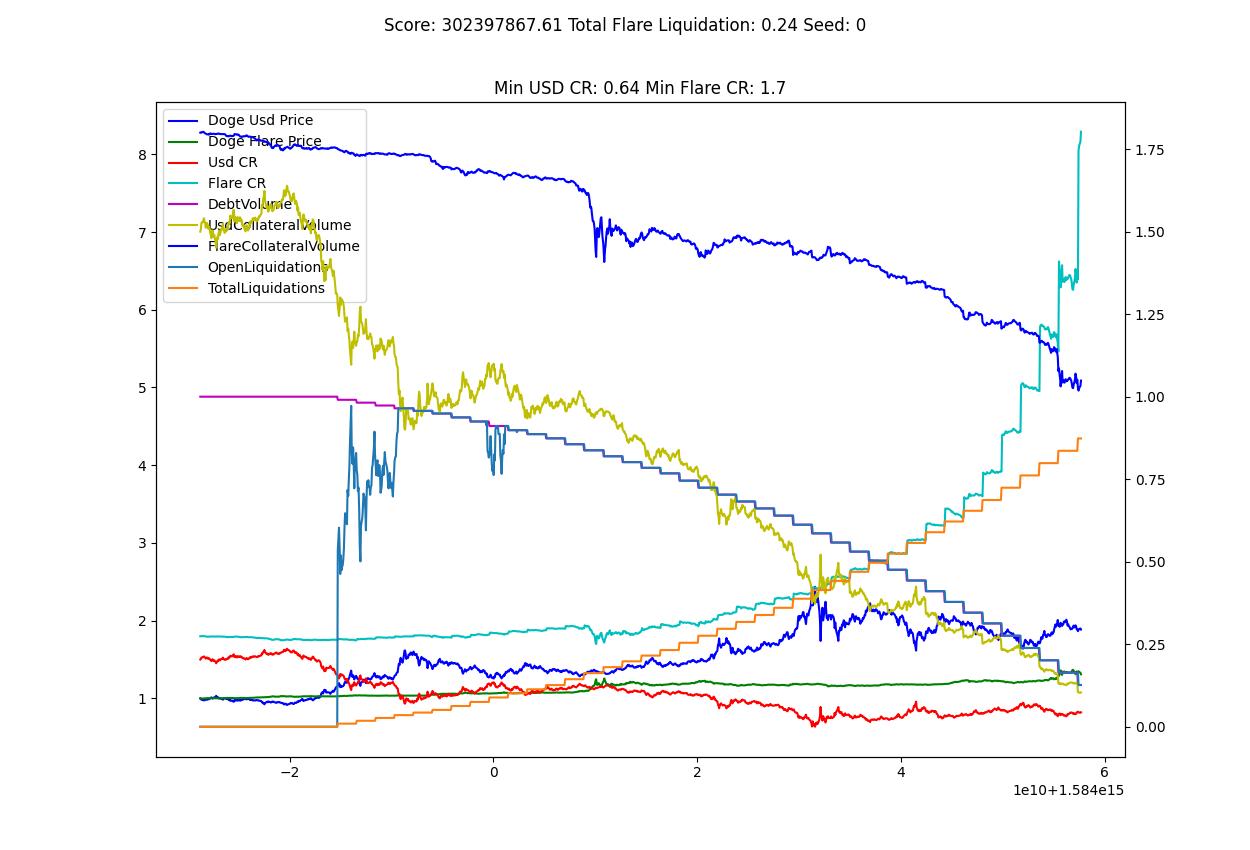 Score: 302397867.61 Total Flare Liquidation: 0.24 Seed: 0
Min USD CR: 0.64 Min Flare CR: 1.7
Doge Usd Price
Doge Flare Price
Usd CR
Flare CR
DebtVolume
UsdCollateralVolume
FlareCollateralVolume
OpenLiquidations
TotalLiquidations
8
7
6
5
4
3
2
1
1.75
1.50
1.25
1.00
0.75
0.50
0.25
0.00
−2 0 2 4 6
1e10+1.584e15